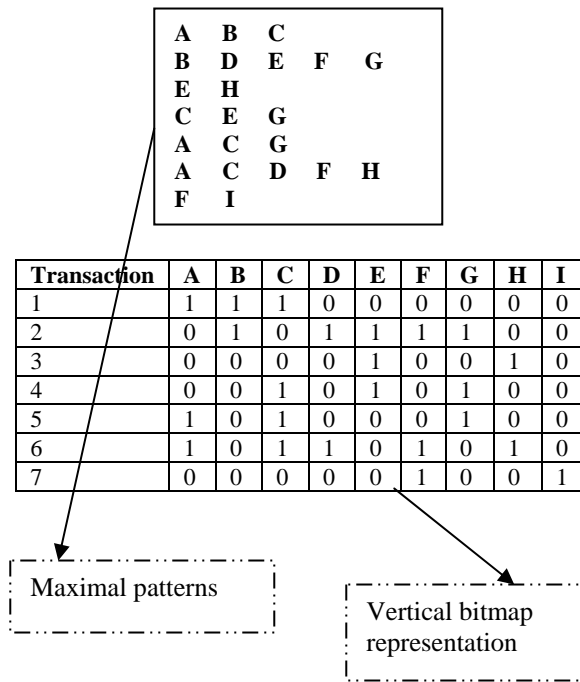 A B C
B D E F G
E H
C E G
A C G
A C D F H
F I
Transaction A B C D E F G H I
1 1 1 1 0 0 0 0 0 0
2 0 1 0 1 1 1 1 0 0
3 0 0 0 0 1 0 0 1 0
4 0 0 1 0 1 0 1 0 0
5 1 0 1 0 0 0 1 0 0
6 1 0 1 1 0 1 0 1 0
7 0 0 0 0 0 1 0 0 1
Maximal patterns
Vertical bitmap
representation